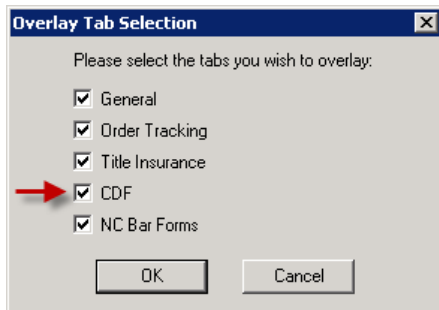 Overlay Tab Selection
Please select the tabs you wish to overlay:
General
Order Tracking
Title Insurance
CDF
NC Bar Forms
OK Cancel